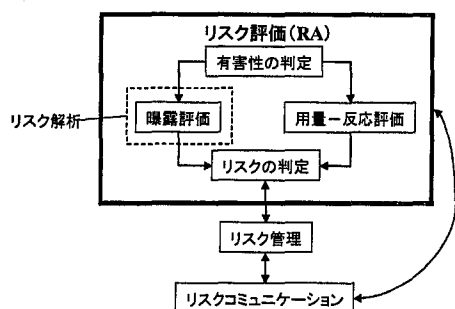 リスク評価(RA)
有害性の判定
リスク解析
曝露評価
用量－反応評価
リスクの判定
リスク管理
リスクコミュニケーション